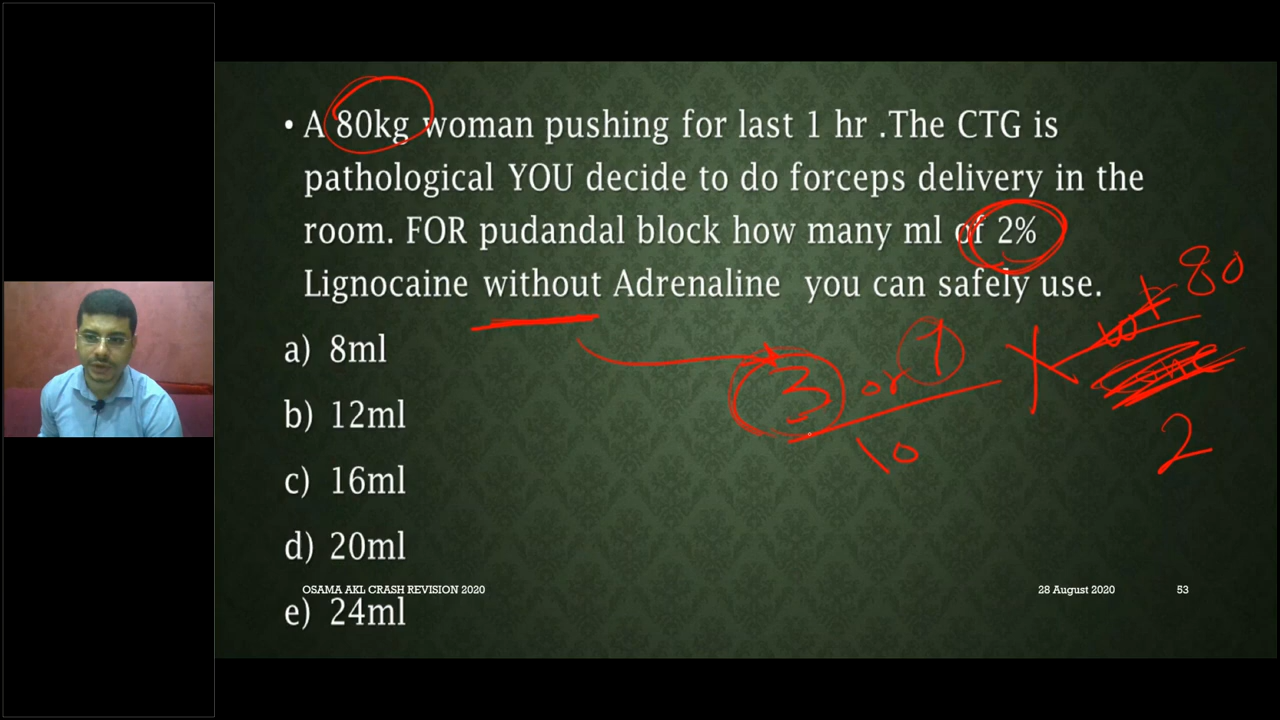 • A 80kg woman pushing for last 1 hr .The CTG is
pathological YOU decide to do forceps delivery in the
room. FOR pudandal block how many ml of 2%
Lignocaine without Adrenaline you can safely use.
a) 8ml
b) 12ml
c) 16ml
d) 20ml
e) 24ml
3 or 7
10
X
wt 80
2
OSAMA AKL CRASH REVISION 2020
28 August 2020
53